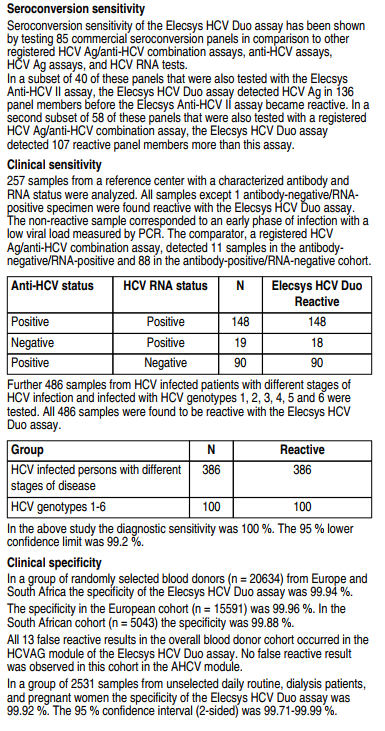 Seroconversion sensitivity
Seroconversion sensitivity of the Elecsys HCV Duo assay has been shown
by testing 85 commercial seroconversion panels in comparison to other
registered HCV Ag/anti-HCV combination assays, anti-HCV assays,
HCV Ag assays, and HCV RNA tests.
In a subset of 40 of these panels that were also tested with the Elecsys
Anti-HCV II assay, the Elecsys HCV Duo assay detected HCV Ag in 136
panel members before the Elecsys Anti-HCV II assay became reactive. In a
second subset of 58 of these panels that were also tested with a registered
HCV Ag/anti-HCV combination assay, the Elecsys HCV Duo assay
detected 107 reactive panel members more than this assay.
Clinical sensitivity
257 samples from a reference center with a characterized antibody and
RNA status were analyzed. All samples except 1 antibody-negative/RNA-
positive specimen were found reactive with the Elecsys HCV Duo assay.
The non-reactive sample corresponded to an early phase of infection with a
low viral load measured by PCR. The comparator, a registered HCV
Ag/anti-HCV combination assay, detected 11 samples in the antibody-
negative/RNA-positive and 88 in the antibody-positive/RNA-negative cohort.
Anti-HCV status HCV RNA status N Elecsys HCV Duo
Reactive
Positive Positive 148 148
Negative Positive 19 18
Positive Negative 90 90
Further 486 samples from HCV infected patients with different stages of
HCV infection and infected with HCV genotypes 1, 2, 3, 4, 5 and 6 were
tested. All 486 samples were found to be reactive with the Elecsys HCV
Duo assay.
Group N Reactive
HCV infected persons with different 386 386
stages of disease
HCV genotypes 1-6 100 100
In the above study the diagnostic sensitivity was 100 %. The 95 % lower
confidence limit was 99.2 %.
Clinical specificity
In a group of randomly selected blood donors (n = 20634) from Europe and
South Africa the specificity of the Elecsys HCV Duo assay was 99.94 %.
The specificity in the European cohort (n = 15591) was 99.96 %. In the
South African cohort (n = 5043) the specificity was 99.88 %.
All 13 false reactive results in the overall blood donor cohort occurred in the
HCVAG module of the Elecsys HCV Duo assay. No false reactive result
was observed in this cohort in the AHCV module.
In a group of 2531 samples from unselected daily routine, dialysis patients,
and pregnant women the specificity of the Elecsys HCV Duo assay was
99.92 %. The 95 % confidence interval (2-sided) was 99.71-99.99 %.